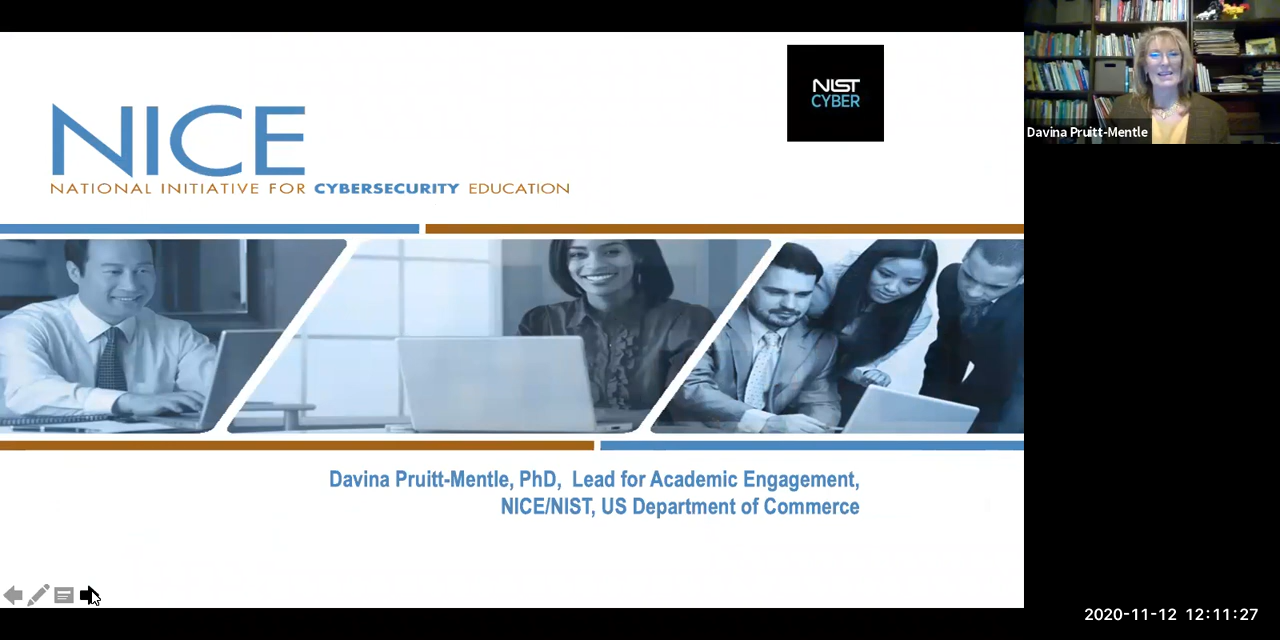 NIST
CYBER
NICE
NATIONAL INITIATIVE FOR CYBERSECURITY EDUCATION
Davina Pruitt-Mentle
Davina Pruitt-Mentle, PhD,  Lead for Academic Engagement,
NICE/NIST, US Department of Commerce
2020-11-12 12:11:27